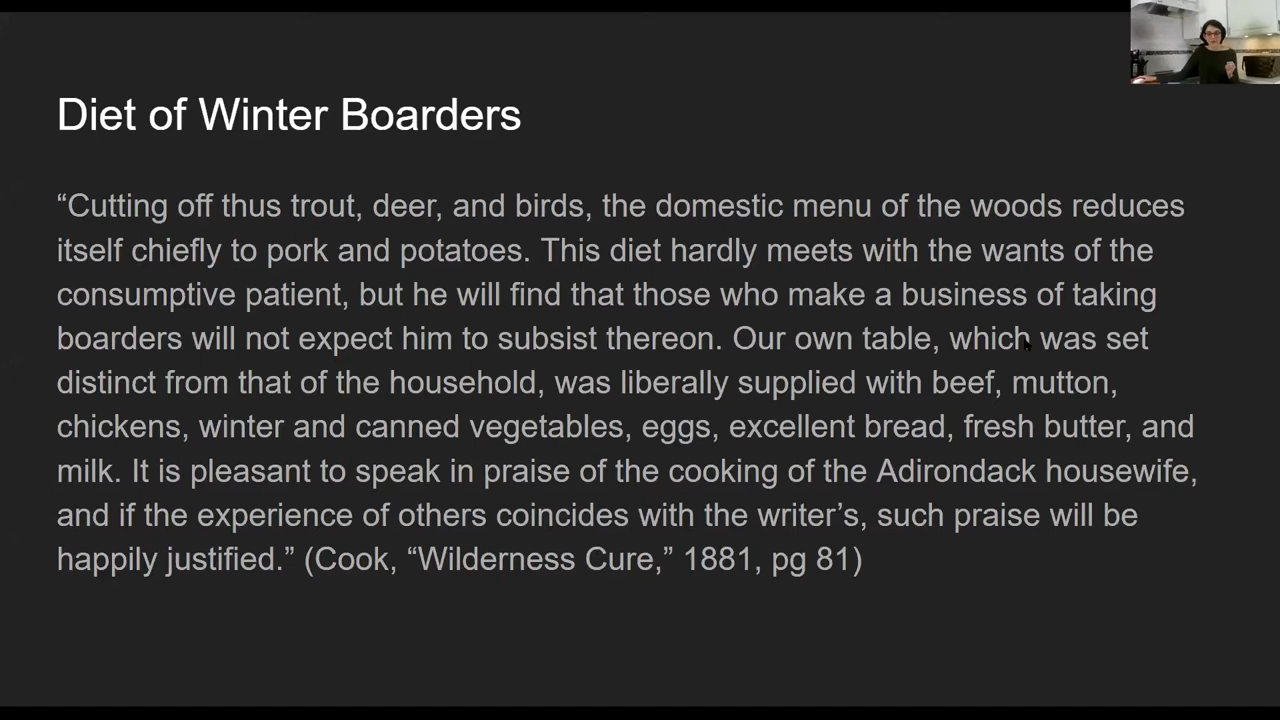 Diet of Winter Boarders
“Cutting off thus trout, deer, and birds, the domestic menu of the woods reduces
itself chiefly to pork and potatoes. This diet hardly meets with the wants of the
consumptive patient, but he will find that those who make a business of taking
boarders will not expect him to subsist thereon. Our own table, which was set
distinct from that of the household, was liberally supplied with beef, mutton,
chickens, winter and canned vegetables, eggs, excellent bread, fresh butter, and
milk. It is pleasant to speak in praise of the cooking of the Adirondack housewife,
and if the experience of others coincides with the writer’s, such praise will be
happily justified.” (Cook, “Wilderness Cure,” 1881, pg 81)